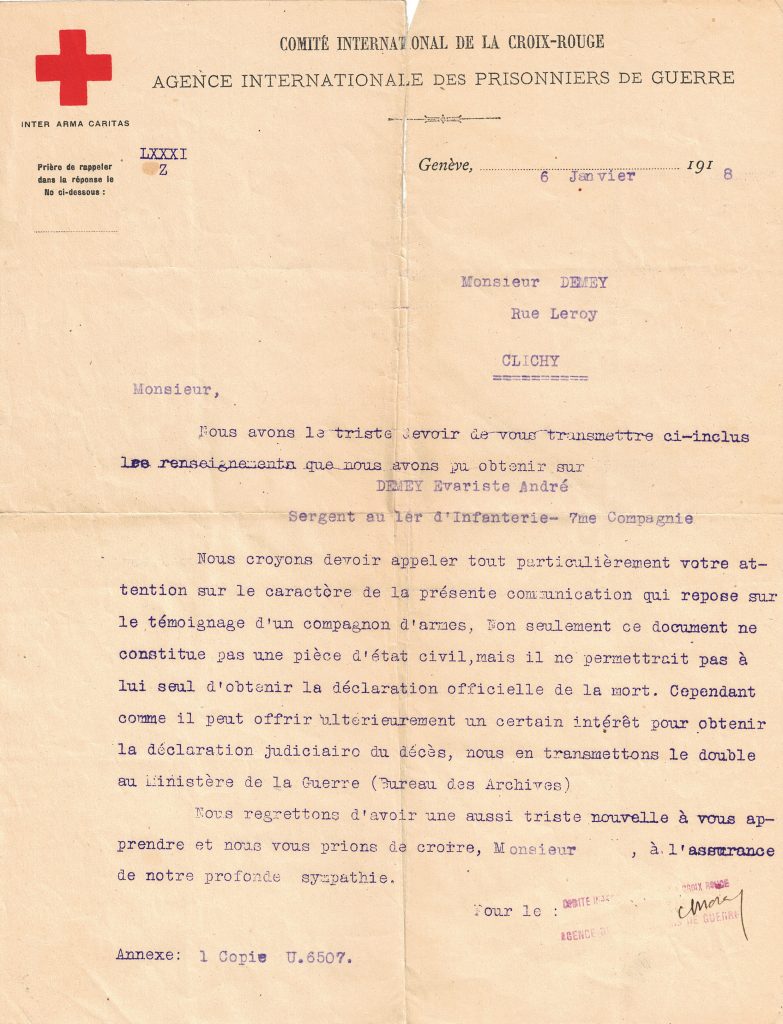 COMITÉ INTERNATIONAL DE LA CROIX-ROUGE
AGENCE INTERNATIONALE DES PRISONNIERS DE GUERRE
INTER ARMA CARITAS
Prière de rappeler
dans la réponse le
No ci-dessous :
LXXXI
Z
Genève, 6 Janvier 1918
Monsieur DEMEY
Rue Leroy
CLICHY
Monsieur,
Nous avons le triste devoir de vous transmettre ci-inclus
les renseignements que nous avons pu obtenir sur
DEMEY Evariste André
Sergent au 1er d'Infanterie- 7me Compagnie
Nous croyons devoir appeler tout particulièrement votre at-
tention sur le caractère de la présente communication qui repose sur
le témoignage d'un compagnon d'armes, Non seulement ce document ne
constitue pas une pièce d'état civil,mais il ne permettrait pas à
lui seul d'obtenir la déclaration officielle de la mort. Cependant
comme il peut offrir ultérieurement un certain intérêt pour obtenir
la déclaration judiciaire du décès, nous en transmettons le double
au Ministère de la Guerre (Bureau des Archives)
Nous regrettons d'avoir une aussi triste nouvelle à vous ap-
prendre et nous vous prions de croire, Monsieur , à l'assurance
de notre profonde sympathie.
Pour le :
COMITÉ CROIX ROUGE
AGENCE DE GUERRE
Annexe: 1 Copie U.6507.